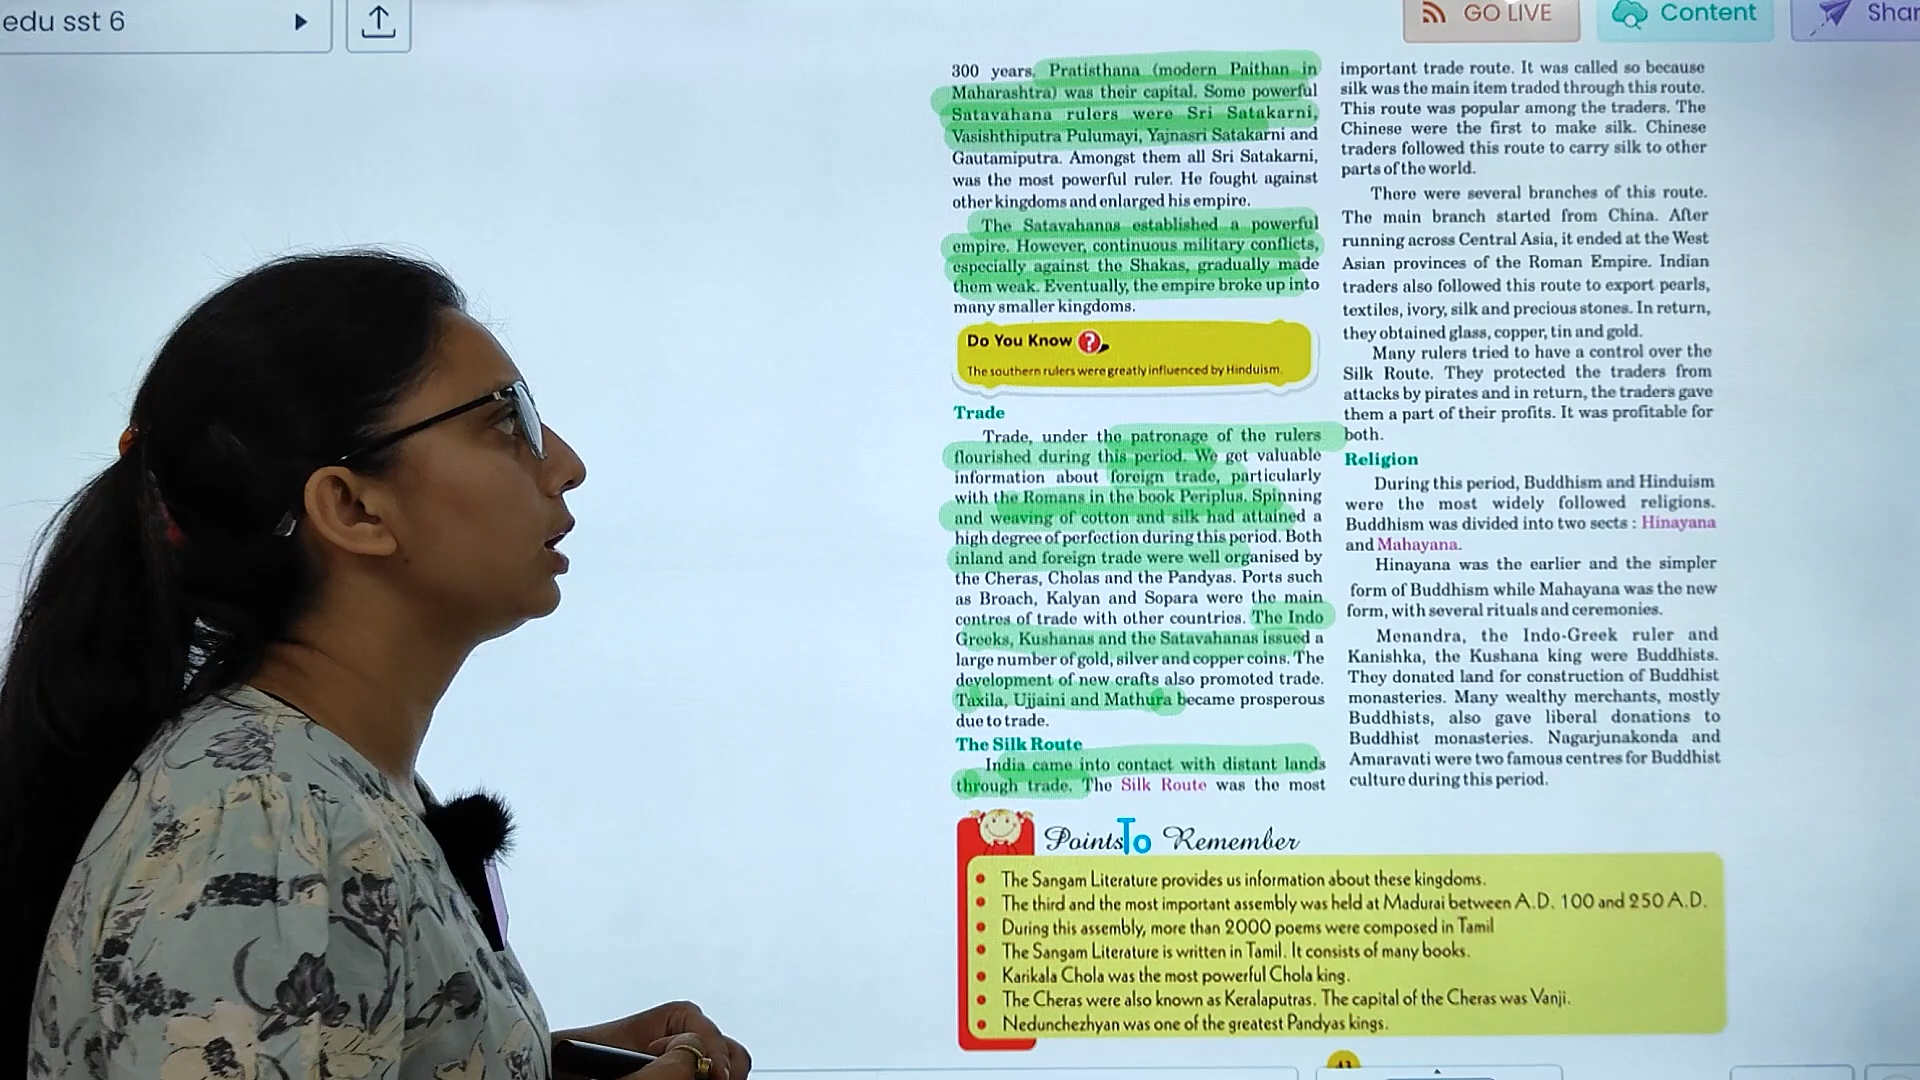 edu sst 6
GO LIVE
Content
Shar
300 years. Pratisthana (modern Paithan in
Maharashtra) was their capital. Some powerful
Satavahana rulers were Sri Satakarni,
Vasishthiputra Pulumayi, Yajnasri Satakarni and
Gautamiputra. Amongst them all Sri Satakarni,
was the most powerful ruler. He fought against
other kingdoms and enlarged his empire.
The Satavahanas established a powerful
empire. However, continuous military conflicts,
especially against the Shakas, gradually made
them weak. Eventually, the empire broke up into
many smaller kingdoms.
Do You Know ?
The southern rulers were greatly influenced by Hinduism.
Trade
Trade, under the patronage of the rulers
flourished during this period. We get valuable
information about foreign trade, particularly
with the Romans in the book Periplus. Spinning
and weaving of cotton and silk had attained a
high degree of perfection during this period. Both
inland and foreign trade were well organised by
the Cheras, Cholas and the Pandyas. Ports such
as Broach, Kalyan and Sopara were the main
centres of trade with other countries. The Indo
Greeks, Kushanas and the Satavahanas issued a
large number of gold, silver and copper coins. The
development of new crafts also promoted trade.
Taxila, Ujjaini and Mathura became prosperous
due to trade.
The Silk Route
India came into contact with distant lands
through trade. The Silk Route was the most
important trade route. It was called so because
silk was the main item traded through this route.
This route was popular among the traders. The
Chinese were the first to make silk. Chinese
traders followed this route to carry silk to other
parts of the world.
There were several branches of this route.
The main branch started from China. After
running across Central Asia, it ended at the West
Asian provinces of the Roman Empire. Indian
traders also followed this route to export pearls,
textiles, ivory, silk and precious stones. In return,
they obtained glass, copper, tin and gold.
Many rulers tried to have a control over the
Silk Route. They protected the traders from
attacks by pirates and in return, the traders gave
them a part of their profits. It was profitable for
both.
Religion
During this period, Buddhism and Hinduism
were the most widely followed religions.
Buddhism was divided into two sects : Hinayana
and Mahayana.
Hinayana was the earlier and the simpler
form of Buddhism while Mahayana was the new
form, with several rituals and ceremonies.
Menandra, the Indo-Greek ruler and
Kanishka, the Kushana king were Buddhists.
They donated land for construction of Buddhist
monasteries. Many wealthy merchants, mostly
Buddhists, also gave liberal donations to
Buddhist monasteries. Nagarjunakonda and
Amaravati were two famous centres for Buddhist
culture during this period.
Points To Remember
The Sangam Literature provides us information about these kingdoms.
The third and the most important assembly was held at Madurai between A.D. 100 and 250 A.D.
During this assembly, more than 2000 poems were composed in Tamil
The Sangam Literature is written in Tamil. It consists of many books.
Karikala Chola was the most powerful Chola king.
The Cheras were also known as Keralaputras. The capital of the Cheras was Vanji.
Nedunchezhyan was one of the greatest Pandyas kings.